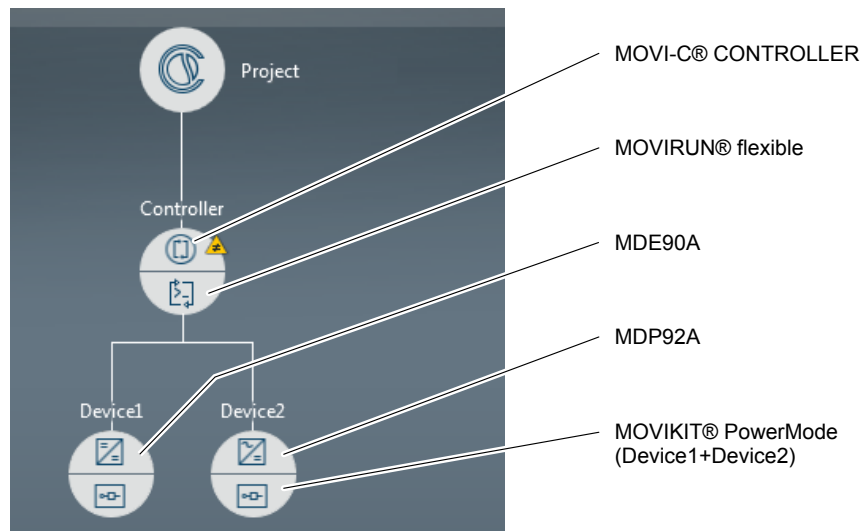 MOVI-C® CONTROLLER
Project
MOVIRUN® flexible
Controller
MDE90A
MDP92A
Device1
Device2
MOVIKIT® PowerMode
(Device1+Device2)